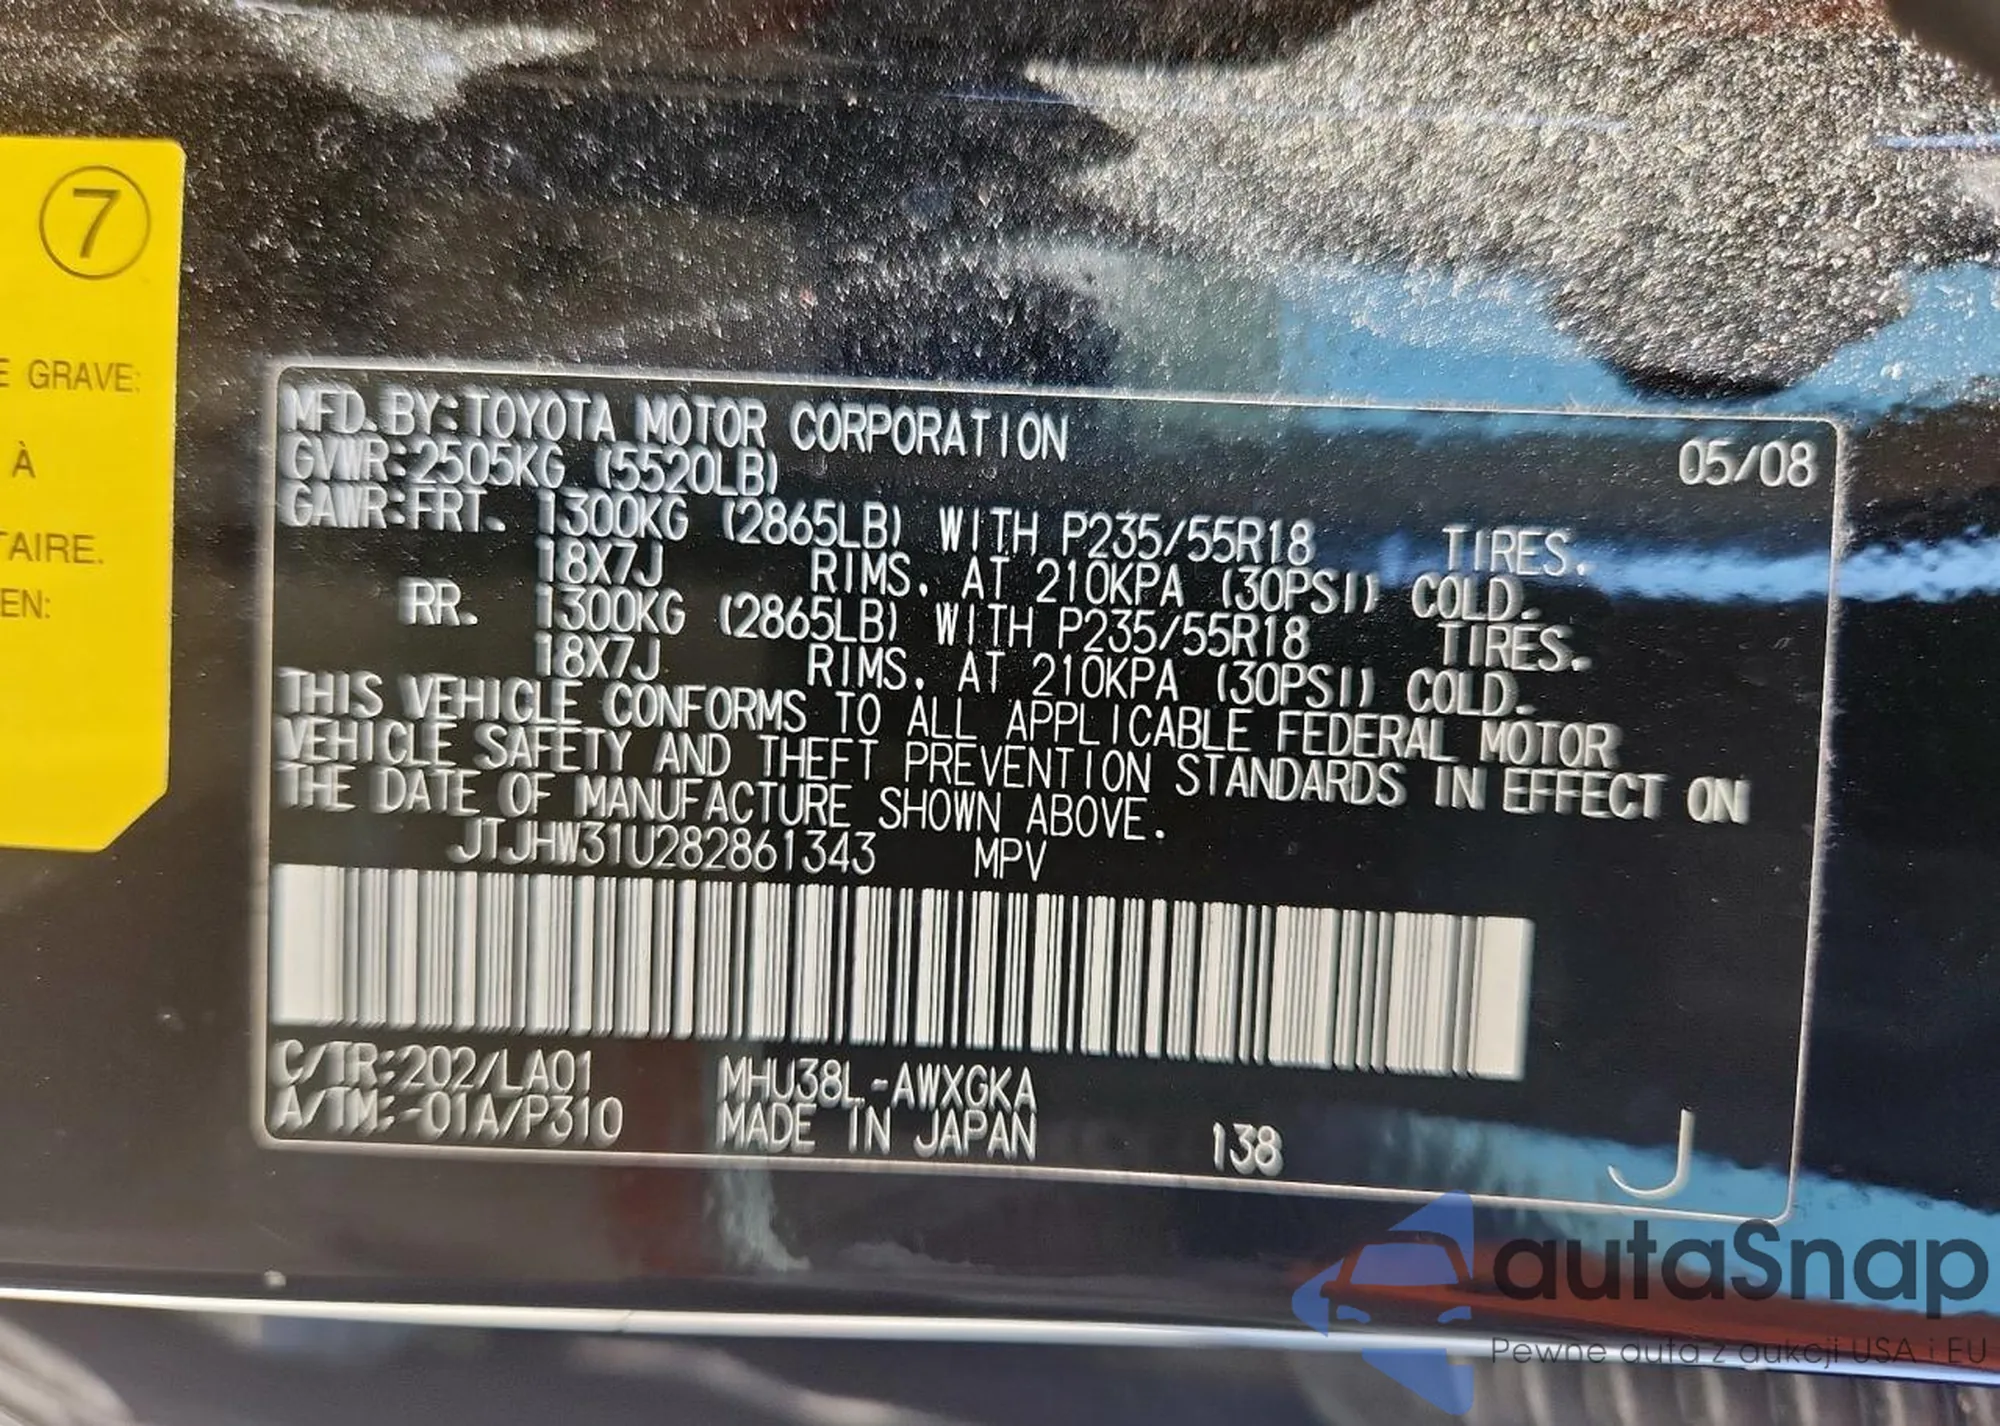 7
E GRAVE:
À
TAIRE.
EN:
MFD.BY:TOYOTA MOTOR CORPORATION 05/08
GVWR:2505KG (5520LB)
GAWR:FRT. 1300KG (2865LB) WITH P235/55R18 TIRES.
18X7J RIMS, AT 210KPA (30PSI) COLD.
RR. 1300KG (2865LB) WITH P235/55R18 TIRES.
18X7J RIMS, AT 210KPA (30PSI) COLD.
THIS VEHICLE CONFORMS TO ALL APPLICABLE FEDERAL MOTOR
VEHICLE SAFETY AND THEFT PREVENTION STANDARDS IN EFFECT ON
THE DATE OF MANUFACTURE SHOWN ABOVE.
JTJHW31U282861343 MPV
C/TR:202/LA01 MHU38L-AWXGKA
A/TM:-01A/P310 MADE IN JAPAN 138 J
autaSnap
Pewne auta z aukcji USA i EU